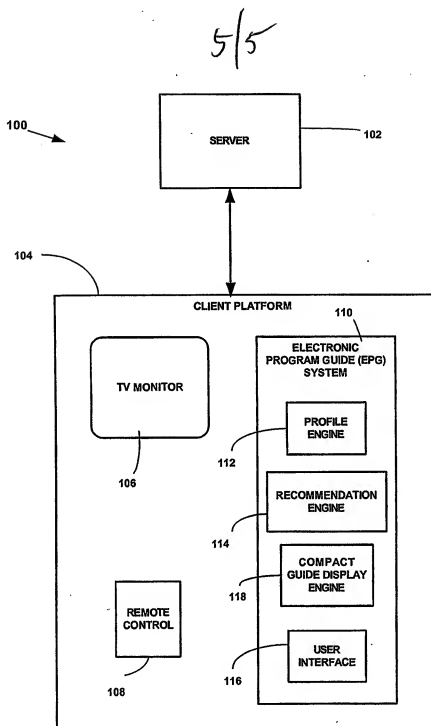 5/5
100
SERVER
102
104
CLIENT PLATFORM
110
ELECTRONIC
PROGRAM GUIDE (EPG)
SYSTEM
TV MONITOR
106
PROFILE
ENGINE
112
RECOMMENDATION
ENGINE
114
COMPACT
GUIDE DISPLAY
ENGINE
118
REMOTE
CONTROL
108
USER
INTERFACE
116